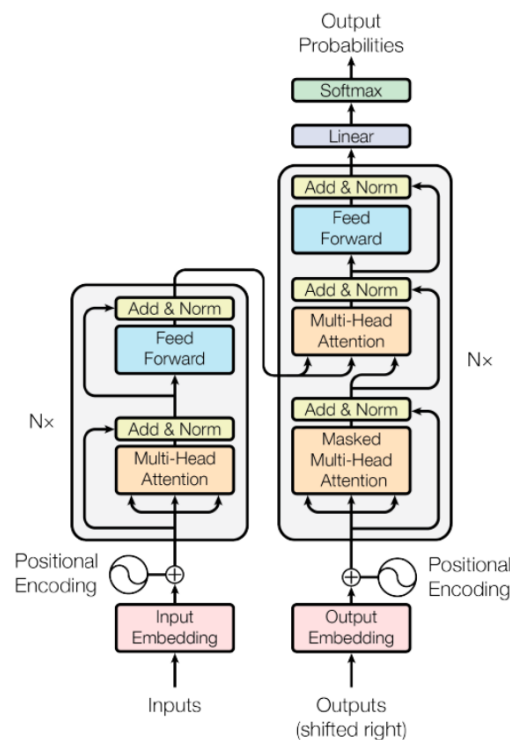 Output
Probabilities
Softmax
Linear
Add & Norm
Feed
Forward
Add & Norm
Multi-Head
Attention
Add & Norm
Masked
Multi-Head
Attention
N×
Add & Norm
Feed
Forward
Add & Norm
Multi-Head
Attention
N×
Positional
Encoding
Positional
Encoding
Input
Embedding
Output
Embedding
Inputs
Outputs
(shifted right)